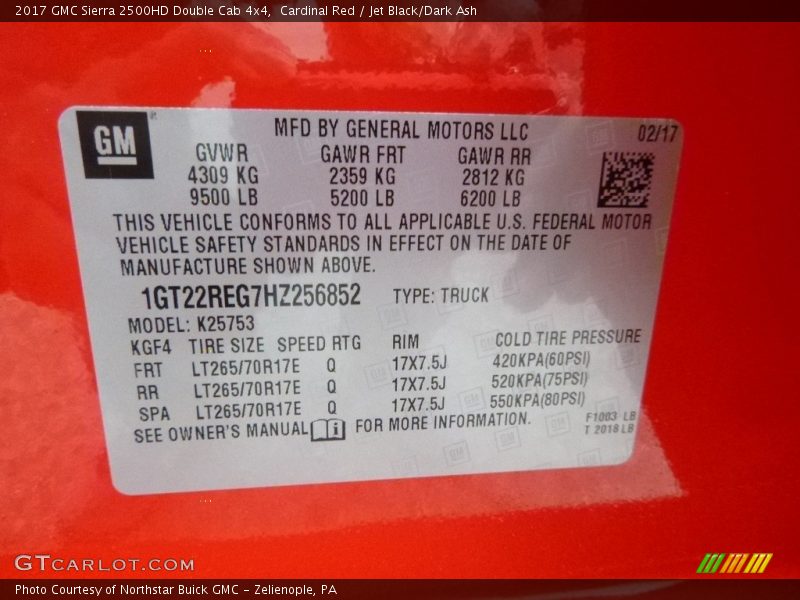 2017 GMC Sierra 2500HD Double Cab 4x4,  Cardinal Red / Jet Black/Dark Ash
GM
MFD BY GENERAL MOTORS LLC 02/17
GVWR GAWR FRT GAWR RR
4309 KG 2359 KG 2812 KG
9500 LB 5200 LB 6200 LB
THIS VEHICLE CONFORMS TO ALL APPLICABLE U.S. FEDERAL MOTOR
VEHICLE SAFETY STANDARDS IN EFFECT ON THE DATE OF
MANUFACTURE SHOWN ABOVE.
1GT22REG7HZ256852 TYPE: TRUCK
MODEL: K25753
KGF4 TIRE SIZE SPEED RTG RIM COLD TIRE PRESSURE
FRT LT265/70R17E Q 17X7.5J 420KPA(60PSI)
RR LT265/70R17E Q 17X7.5J 520KPA(75PSI)
SPA LT265/70R17E Q 17X7.5J 550KPA(80PSI)
SEE OWNER'S MANUAL FOR MORE INFORMATION.
F1003 LB
T 2018 LB
GTCARLOT.COM
Photo Courtesy of Northstar Buick GMC - Zelienople, PA